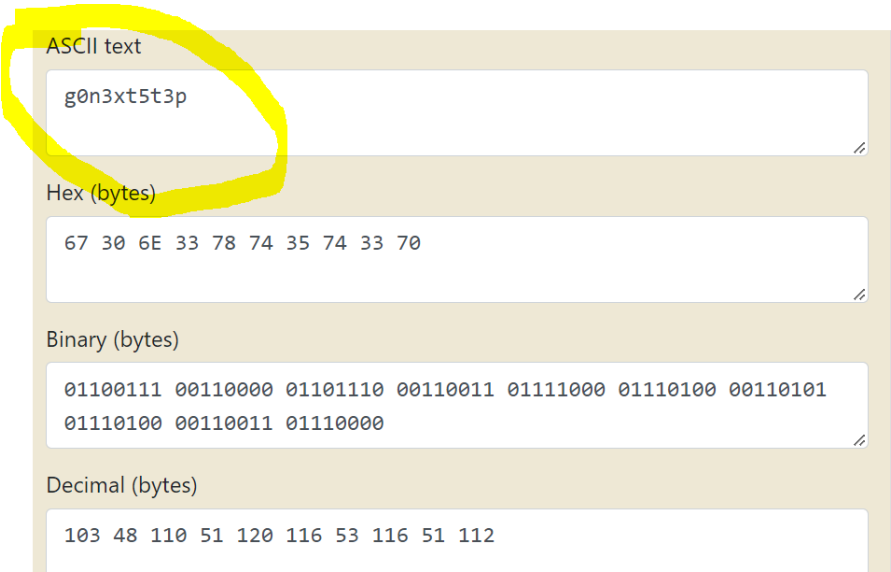 ASCII text
g0n3xt5t3p
Hex (bytes)
67 30 6E 33 78 74 35 74 33 70
Binary (bytes)
01100111 00110000 01101110 00110011 01111000 01110100 00110101
01110100 00110011 01110000
Decimal (bytes)
103 48 110 51 120 116 53 116 51 112